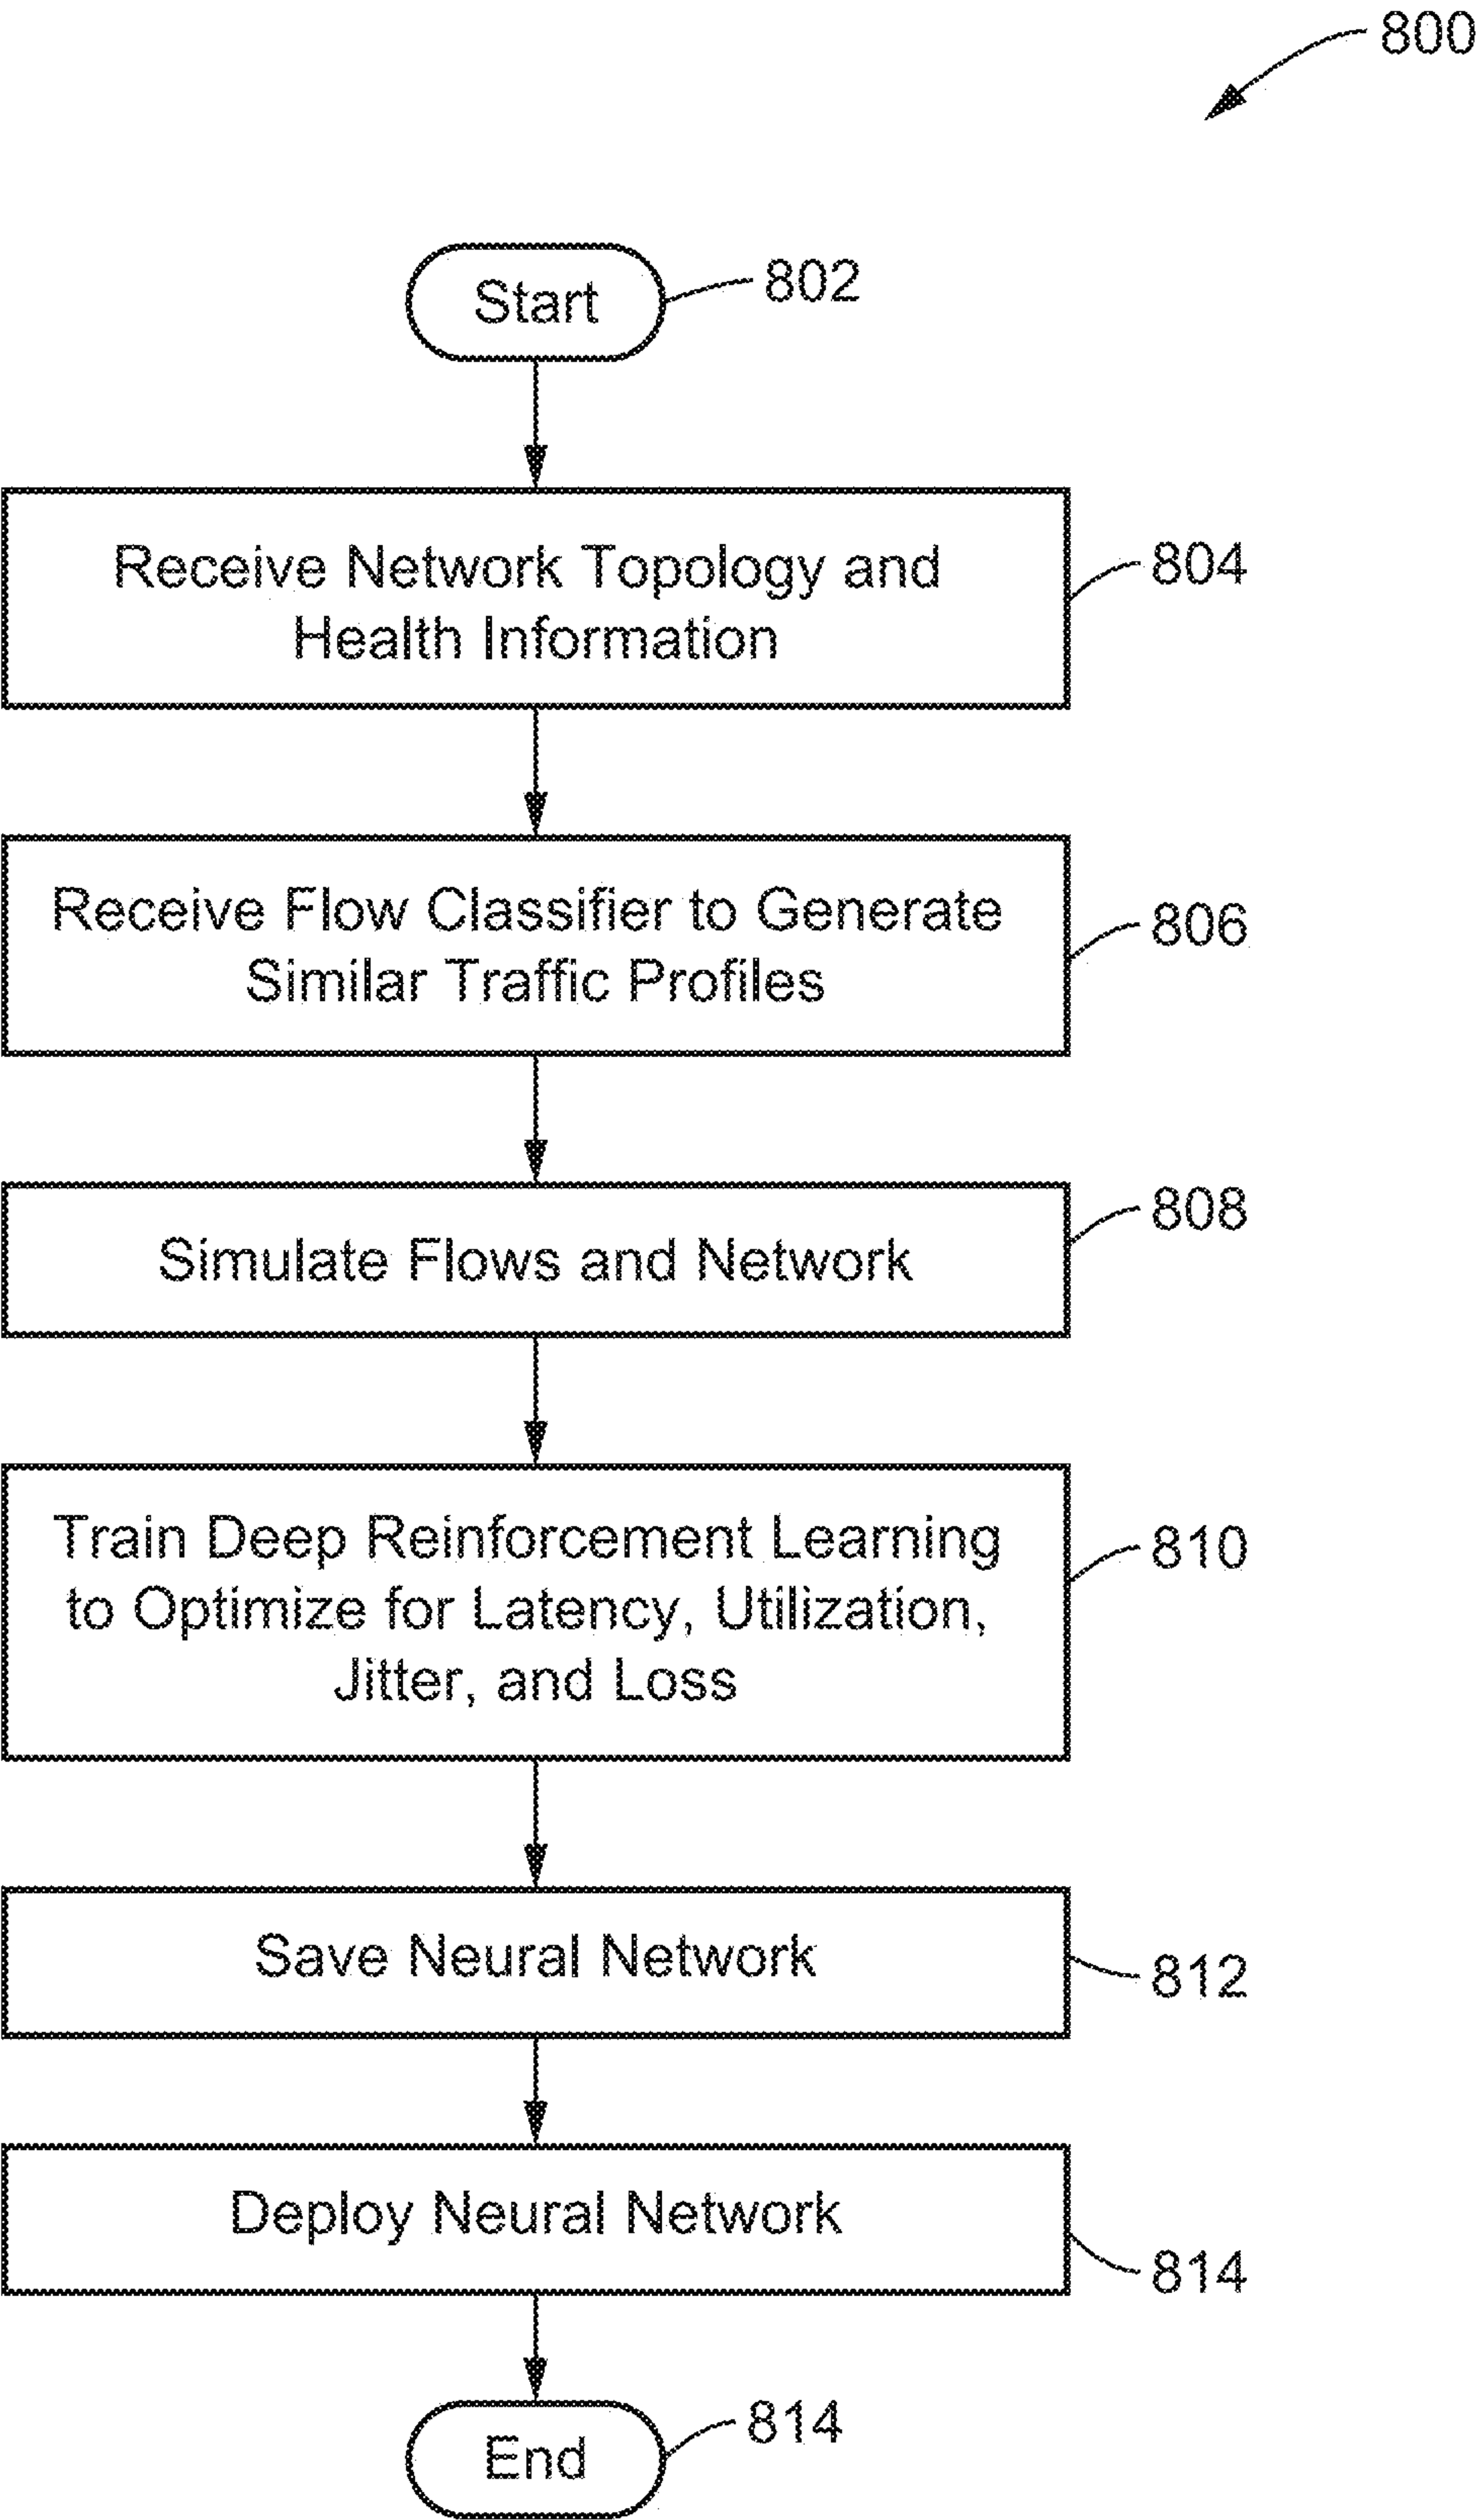 800
Start
802
Receive Network Topology and
Health Information
804
Receive Flow Classifier to Generate
Similar Traffic Profiles
806
Simulate Flows and Network
808
Train Deep Reinforcement Learning
to Optimize for Latency, Utilization,
Jitter, and Loss
810
Save Neural Network
812
Deploy Neural Network
814
End
814